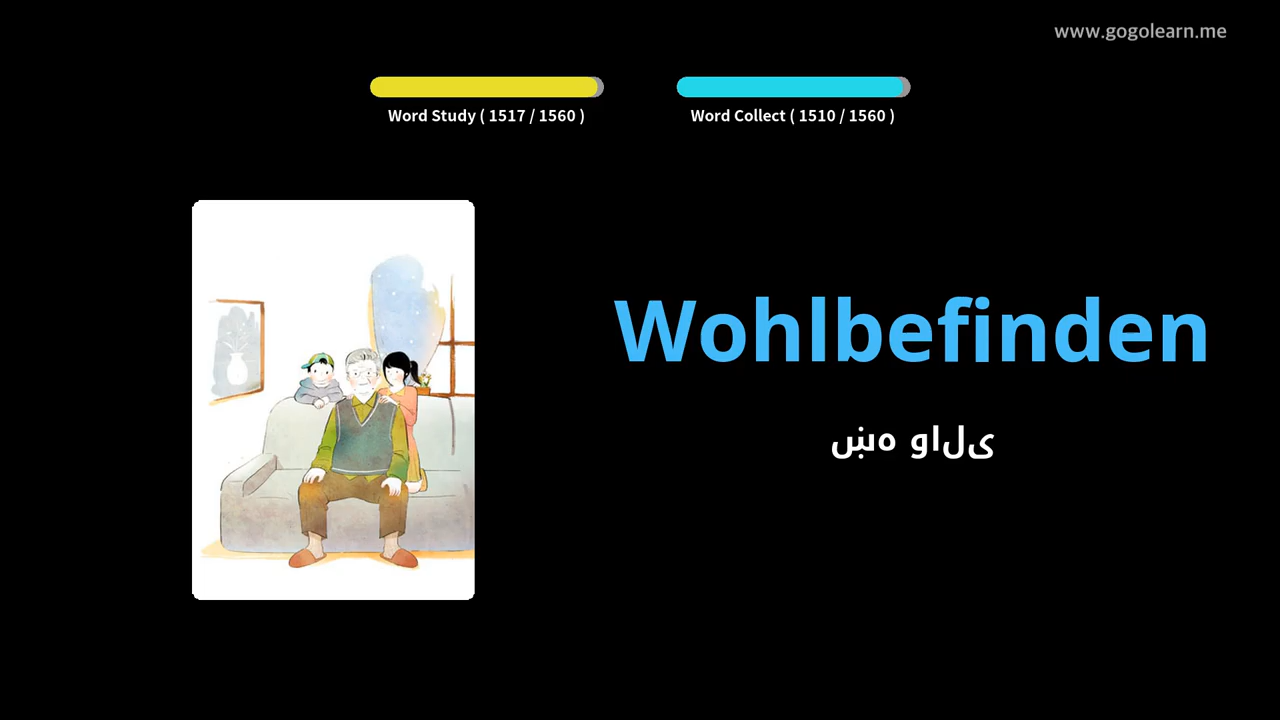 www.gogolearn.me
Word Study ( 1517 / 1560 )
Word Collect ( 1510 / 1560 )
Wohlbefinden
ښه والی